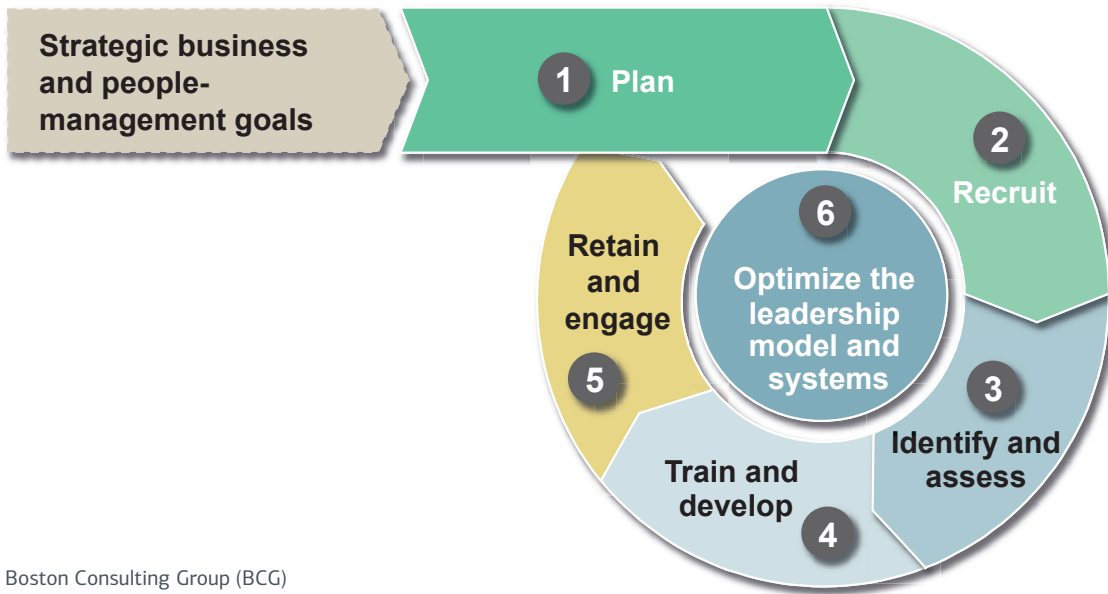 Strategic business
and people-
management goals
1 Plan
2
Recruit
3
Identify and
assess
Train and
develop
4
Retain
and
engage
5
6
Optimize the
leadership
model and
systems
Boston Consulting Group (BCG)